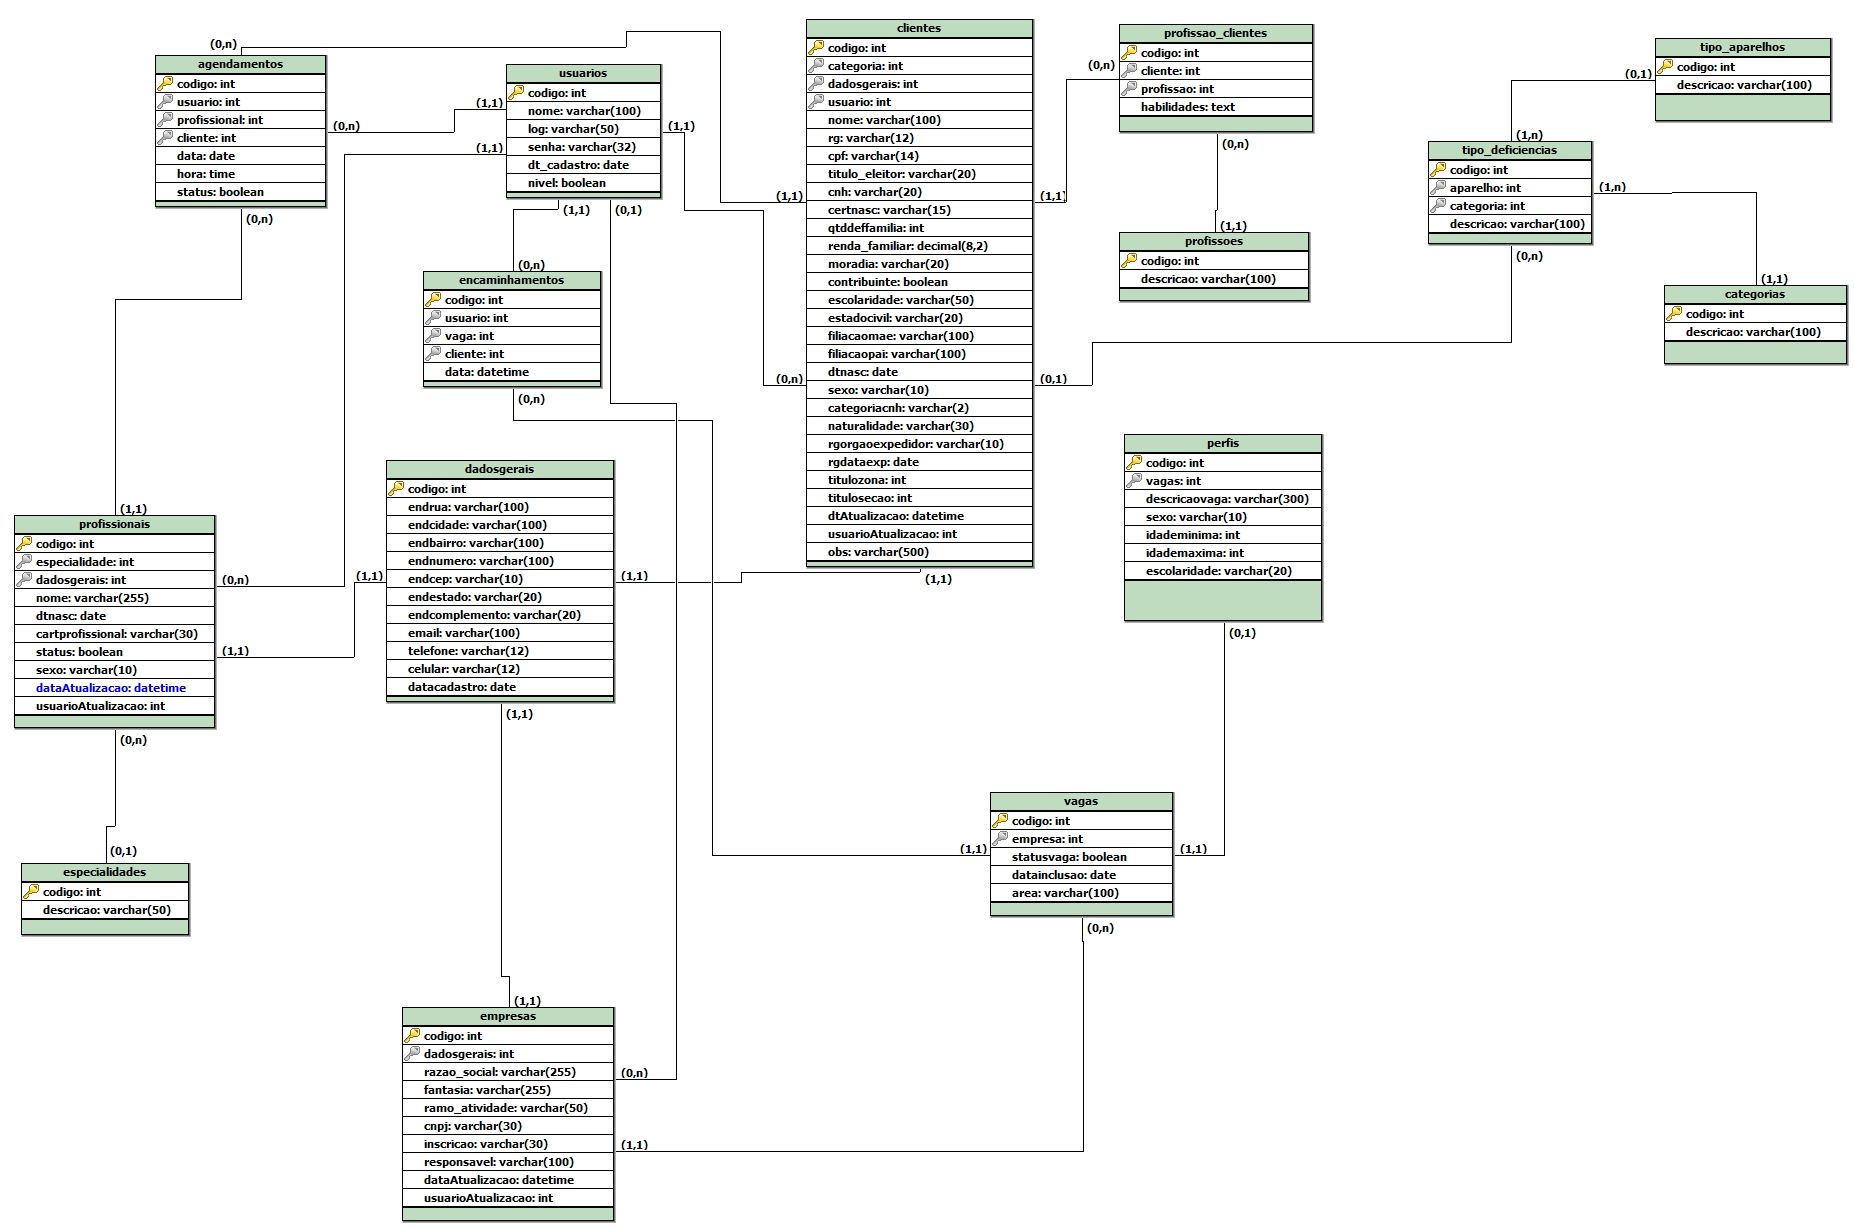 (0,n)
agendamentos
codigo: int
usuario: int
profissional: int
cliente: int
data: date
hora: time
status: boolean
(0,n)
(0,n)
usuarios
codigo: int
nome: varchar(100)
log: varchar(50)
senha: varchar(32)
dt_cadastro: date
nivel: boolean
(1,1)
(1,1)
(1,1)
(1,1)
(0,1)
(0,n)
encaminhamentos
codigo: int
usuario: int
vaga: int
cliente: int
data: datetime
(0,n)
clientes
codigo: int
categoria: int
dadosgerais: int
usuario: int
nome: varchar(100)
rg: varchar(12)
cpf: varchar(14)
titulo_eleitor: varchar(20)
cnh: varchar(20)
certnasc: varchar(15)
qtddeffamilia: int
renda_familiar: decimal(8,2)
moradia: varchar(20)
contribuinte: boolean
escolaridade: varchar(50)
estadocivil: varchar(20)
filiacaomae: varchar(100)
filiacaopai: varchar(100)
dtnasc: date
sexo: varchar(10)
categoriacnh: varchar(2)
naturalidade: varchar(30)
rgorgaoexpedidor: varchar(10)
rgdataexp: date
titulozona: int
titulosecao: int
dtAtualizacao: datetime
usuarioAtualizacao: int
obs: varchar(500)
(1,1)
(0,n)
(1,1)
(0,1)
(1,1)
profissao_clientes
codigo: int
cliente: int
profissao: int
habilidades: text
(0,n)
(0,n)
(1,1)
profissoes
codigo: int
descricao: varchar(100)
tipo_aparelhos
codigo: int
descricao: varchar(100)
(0,1)
(1,n)
tipo_deficiencias
codigo: int
aparelho: int
categoria: int
descricao: varchar(100)
(1,n)
(0,n)
(1,1)
categorias
codigo: int
descricao: varchar(100)
perfis
codigo: int
vagas: int
descricaovaga: varchar(300)
sexo: varchar(10)
idademinima: int
idademaxima: int
escolaridade: varchar(20)
(0,1)
dadosgerais
codigo: int
endrua: varchar(100)
endcidade: varchar(100)
endbairro: varchar(100)
endnumero: varchar(100)
endcep: varchar(10)
endestado: varchar(20)
endcomplemento: varchar(20)
email: varchar(100)
telefone: varchar(12)
celular: varchar(12)
datacadastro: date
(1,1)
(1,1)
(1,1)
(1,1)
profissionais
codigo: int
especialidade: int
dadosgerais: int
nome: varchar(255)
dtnasc: date
cartprofissional: varchar(30)
status: boolean
sexo: varchar(10)
dataAtualizacao: datetime
usuarioAtualizacao: int
(0,n)
(1,1)
(0,n)
(0,1)
especialidades
codigo: int
descricao: varchar(50)
vagas
codigo: int
empresa: int
statusvaga: boolean
datainclusao: date
area: varchar(100)
(1,1)
(1,1)
(0,n)
(1,1)
empresas
codigo: int
dadosgerais: int
razao_social: varchar(255)
fantasia: varchar(255)
ramo_atividade: varchar(50)
cnpj: varchar(30)
inscricao: varchar(30)
responsavel: varchar(100)
dataAtualizacao: datetime
usuarioAtualizacao: int
(0,n)
(1,1)